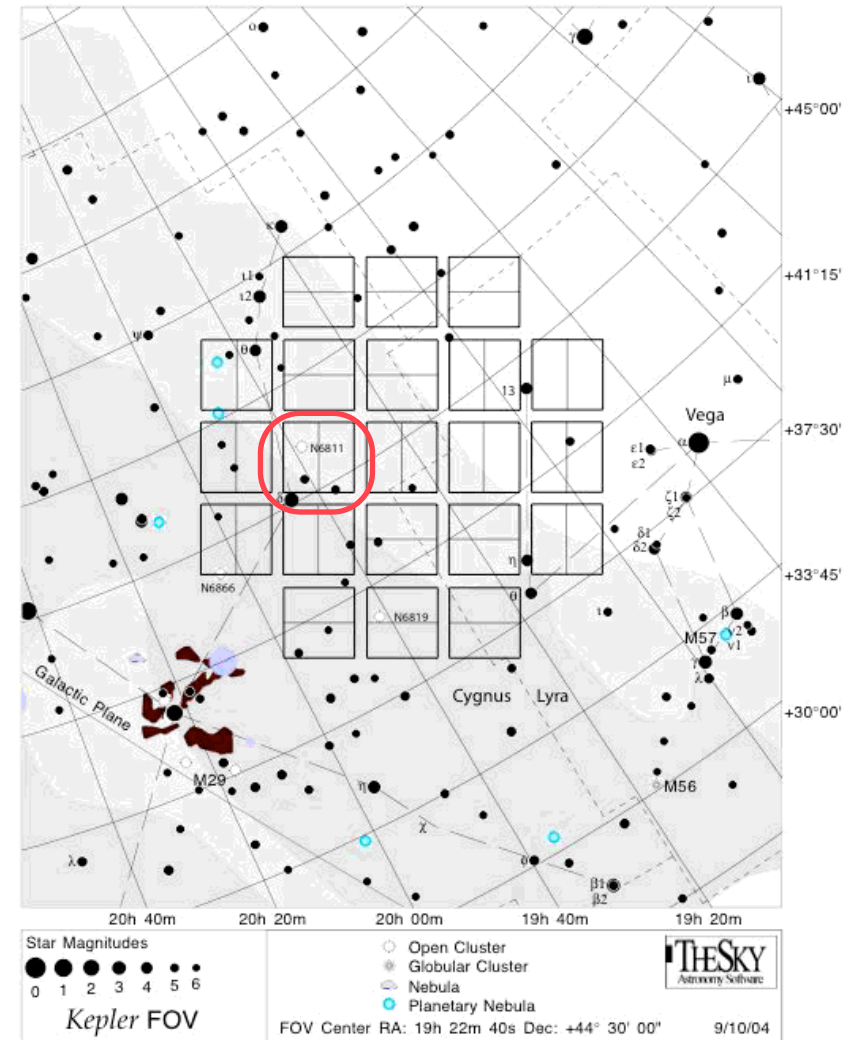 α
γ
ι
+45°00'
κ
ι1
ι2
+41°15'
ψ
θ
13
μ
Vega
+37°30'
α
ε1
ε2
N6811
δ
ζ1
ζ2
δ1
δ2
η
+33°45'
N6866
θ
ι
β
N6819
M57
ν2
ν1
γ
λ
Galactic Plane
Cygnus
Lyra
+30°00'
M29
η
M56
χ
λ
φ
β1
β2
20h 40m
20h 20m
20h 00m
19h 40m
19h 20m
Star Magnitudes
0 1 2 3 4 5 6
Kepler FOV
Open Cluster
Globular Cluster
Nebula
Planetary Nebula
THESKY
Astronomy Software
FOV Center RA: 19h 22m 40s Dec: +44° 30' 00"
9/10/04